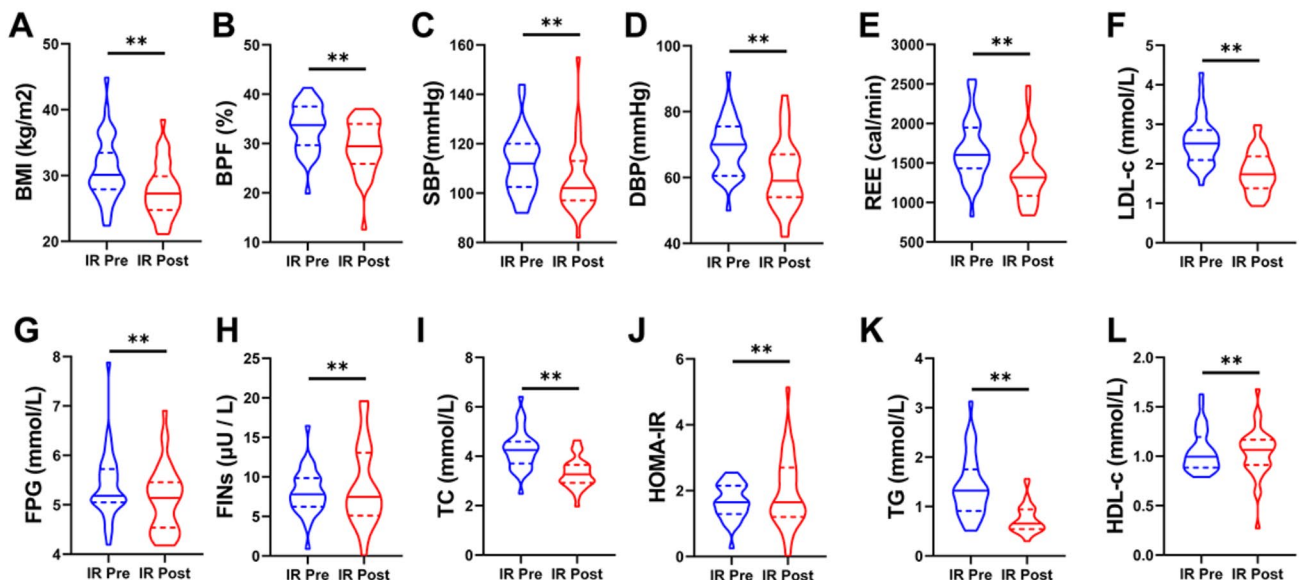 A
BMI (kg/m2)
50
40
30
20
**
IR Pre IR Post
B
BPF (%)
50
40
30
20
10
**
IR Pre IR Post
C
SBP(mmHg)
160
140
120
100
80
**
IR Pre IR Post
D
DBP(mmHg)
100
80
60
40
**
IR Pre IR Post
E
REE (cal/min)
3000
2500
2000
1500
1000
500
**
IR Pre IR Post
F
LDL-c (mmol/L)
5
4
3
2
1
0
**
IR Pre IR Post
G
FPG (mmol/L)
8
7
6
5
4
**
IR Pre IR Post
H
FINs (μU / L)
25
20
15
10
5
0
**
IR Pre IR Post
I
TC (mmol/L)
8
6
4
2
0
**
IR Pre IR Post
J
HOMA-IR
6
4
2
0
**
IR Pre IR Post
K
TG (mmol/L)
4
3
2
1
0
**
IR Pre IR Post
L
HDL-c (mmol/L)
2.0
1.5
1.0
0.5
0.0
**
IR Pre IR Post